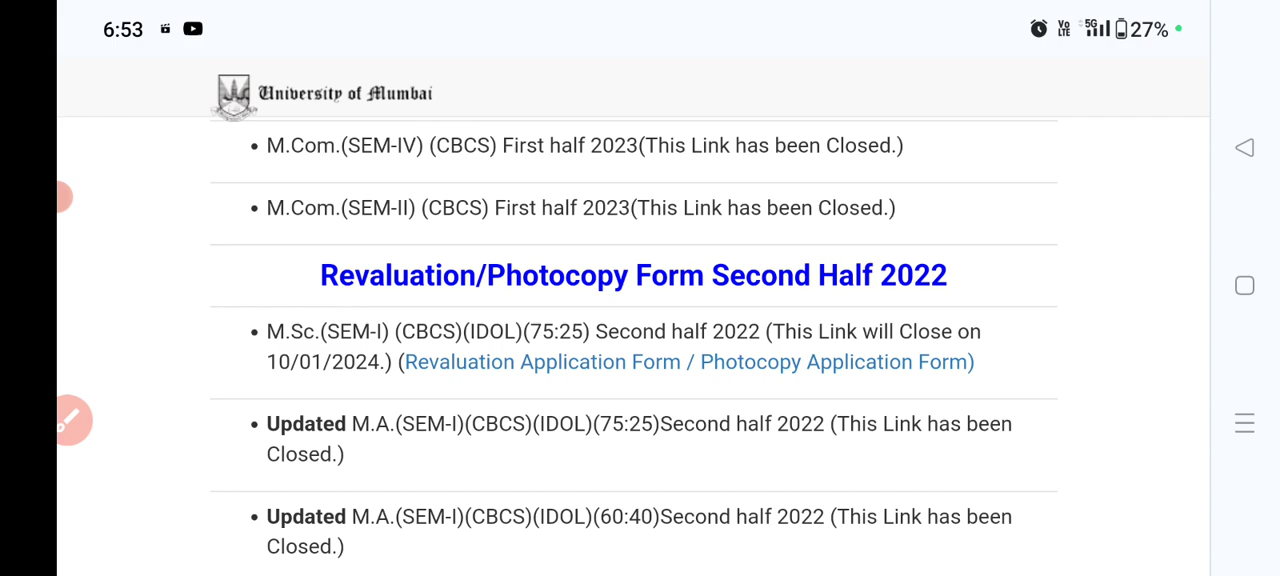 6:53
Vo LTE 5G 27%
University of Mumbai
• M.Com.(SEM-IV) (CBCS) First half 2023(This Link has been Closed.)
• M.Com.(SEM-II) (CBCS) First half 2023(This Link has been Closed.)
Revaluation/Photocopy Form Second Half 2022
• M.Sc.(SEM-I) (CBCS)(IDOL)(75:25) Second half 2022 (This Link will Close on
10/01/2024.) (Revaluation Application Form / Photocopy Application Form)
• Updated M.A.(SEM-I)(CBCS)(IDOL)(75:25)Second half 2022 (This Link has been
Closed.)
• Updated M.A.(SEM-I)(CBCS)(IDOL)(60:40)Second half 2022 (This Link has been
Closed.)